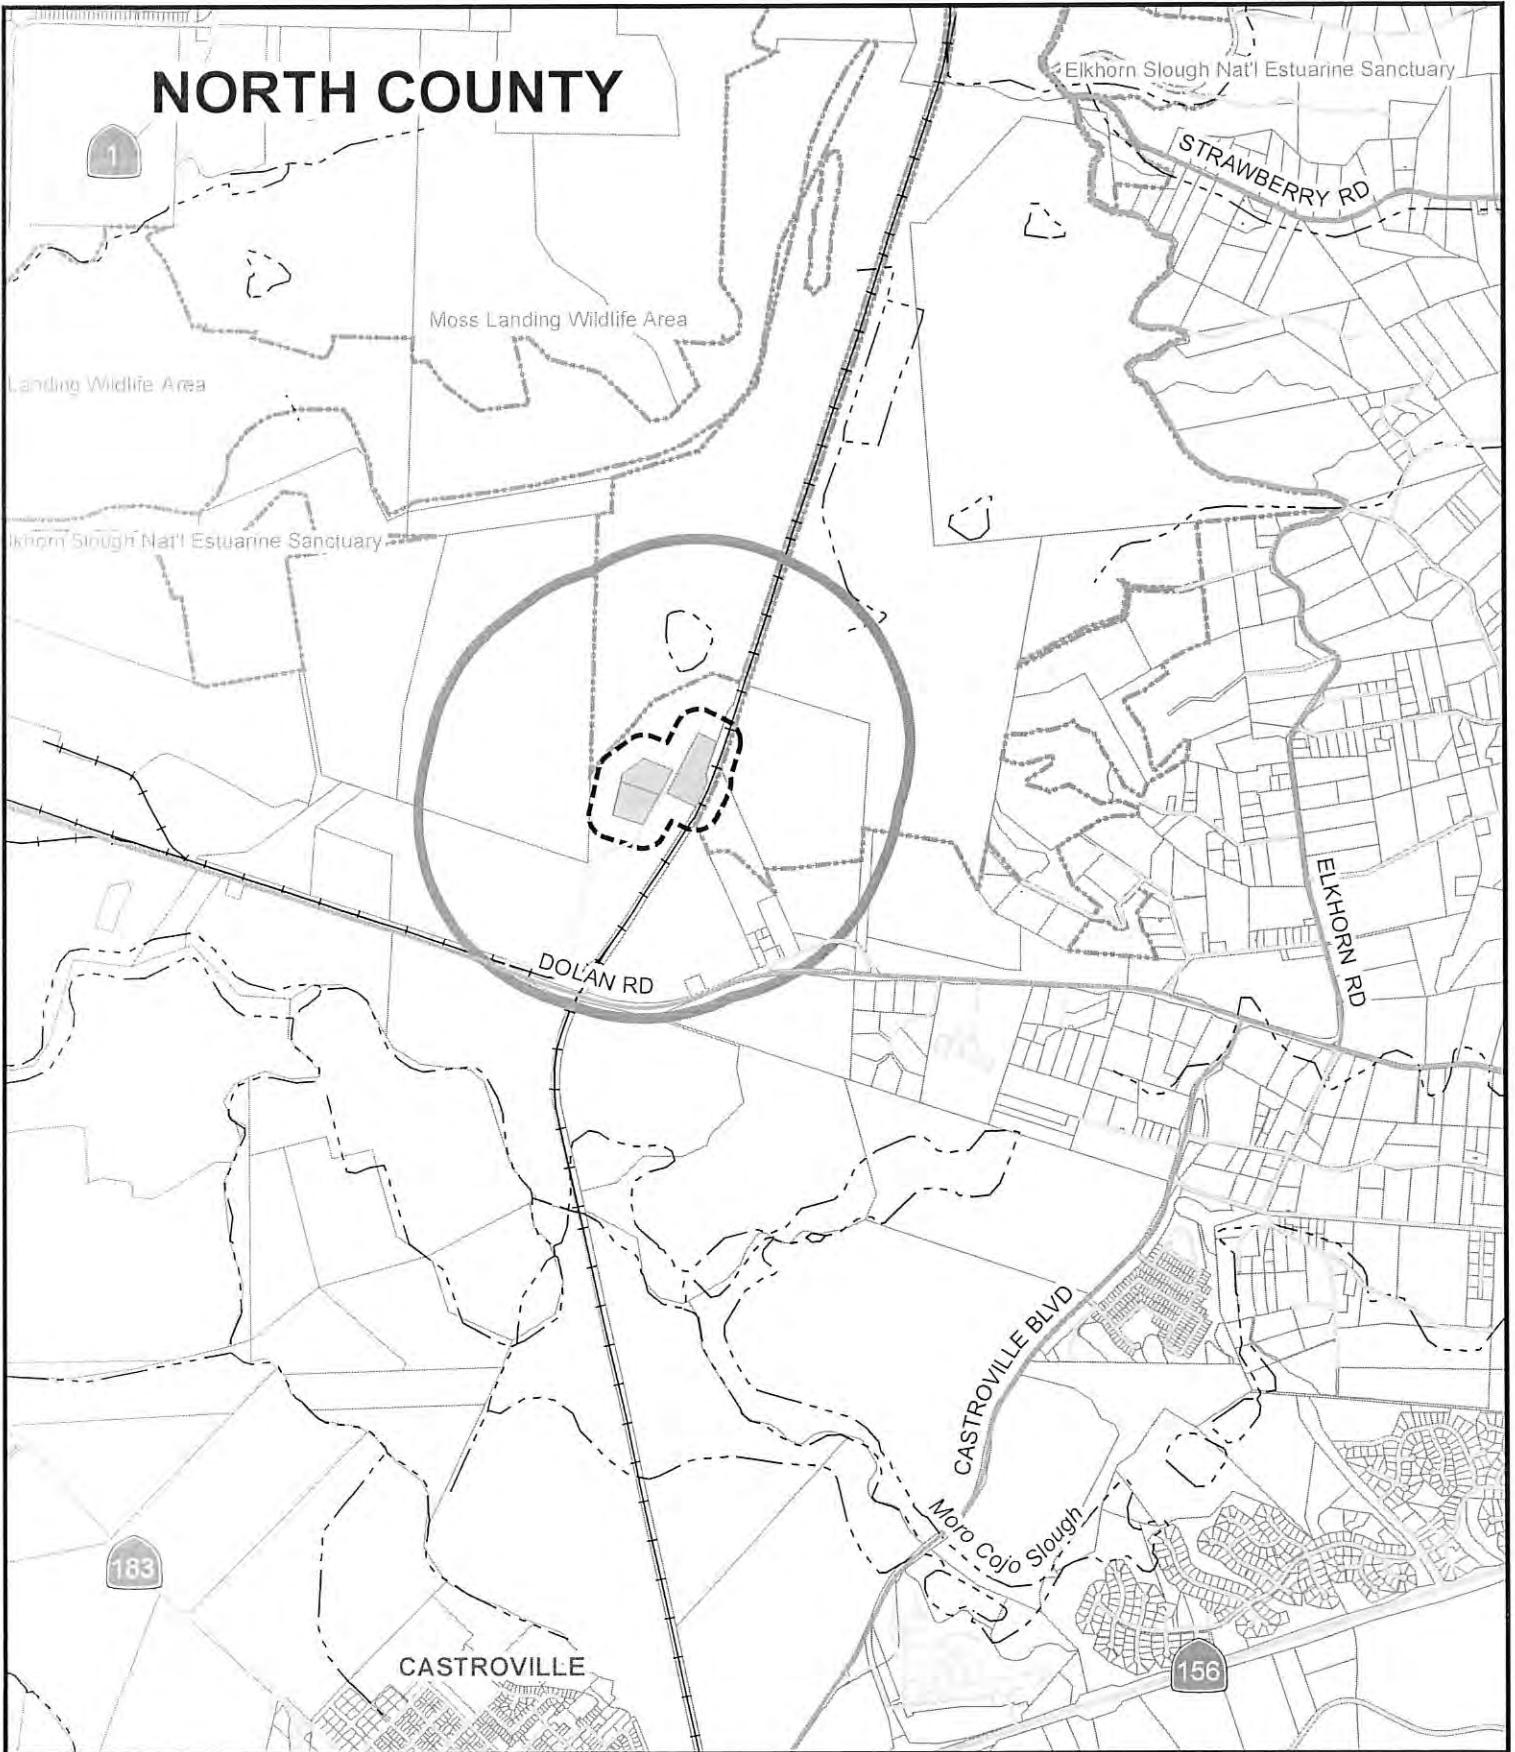 NORTH COUNTY
Elkhorn Slough Nat'l Estuarine Sanctuary
1
STRAWBERRY RD
Moss Landing Wildlife Area
Landing Wildlife Area
lkhorn Slough Nat'l Estuarine Sanctuary
DOLAN RD
ELKHORN RD
CASTROVILLE BLVD
Moro Cojo Slough
183
CASTROVILLE
156